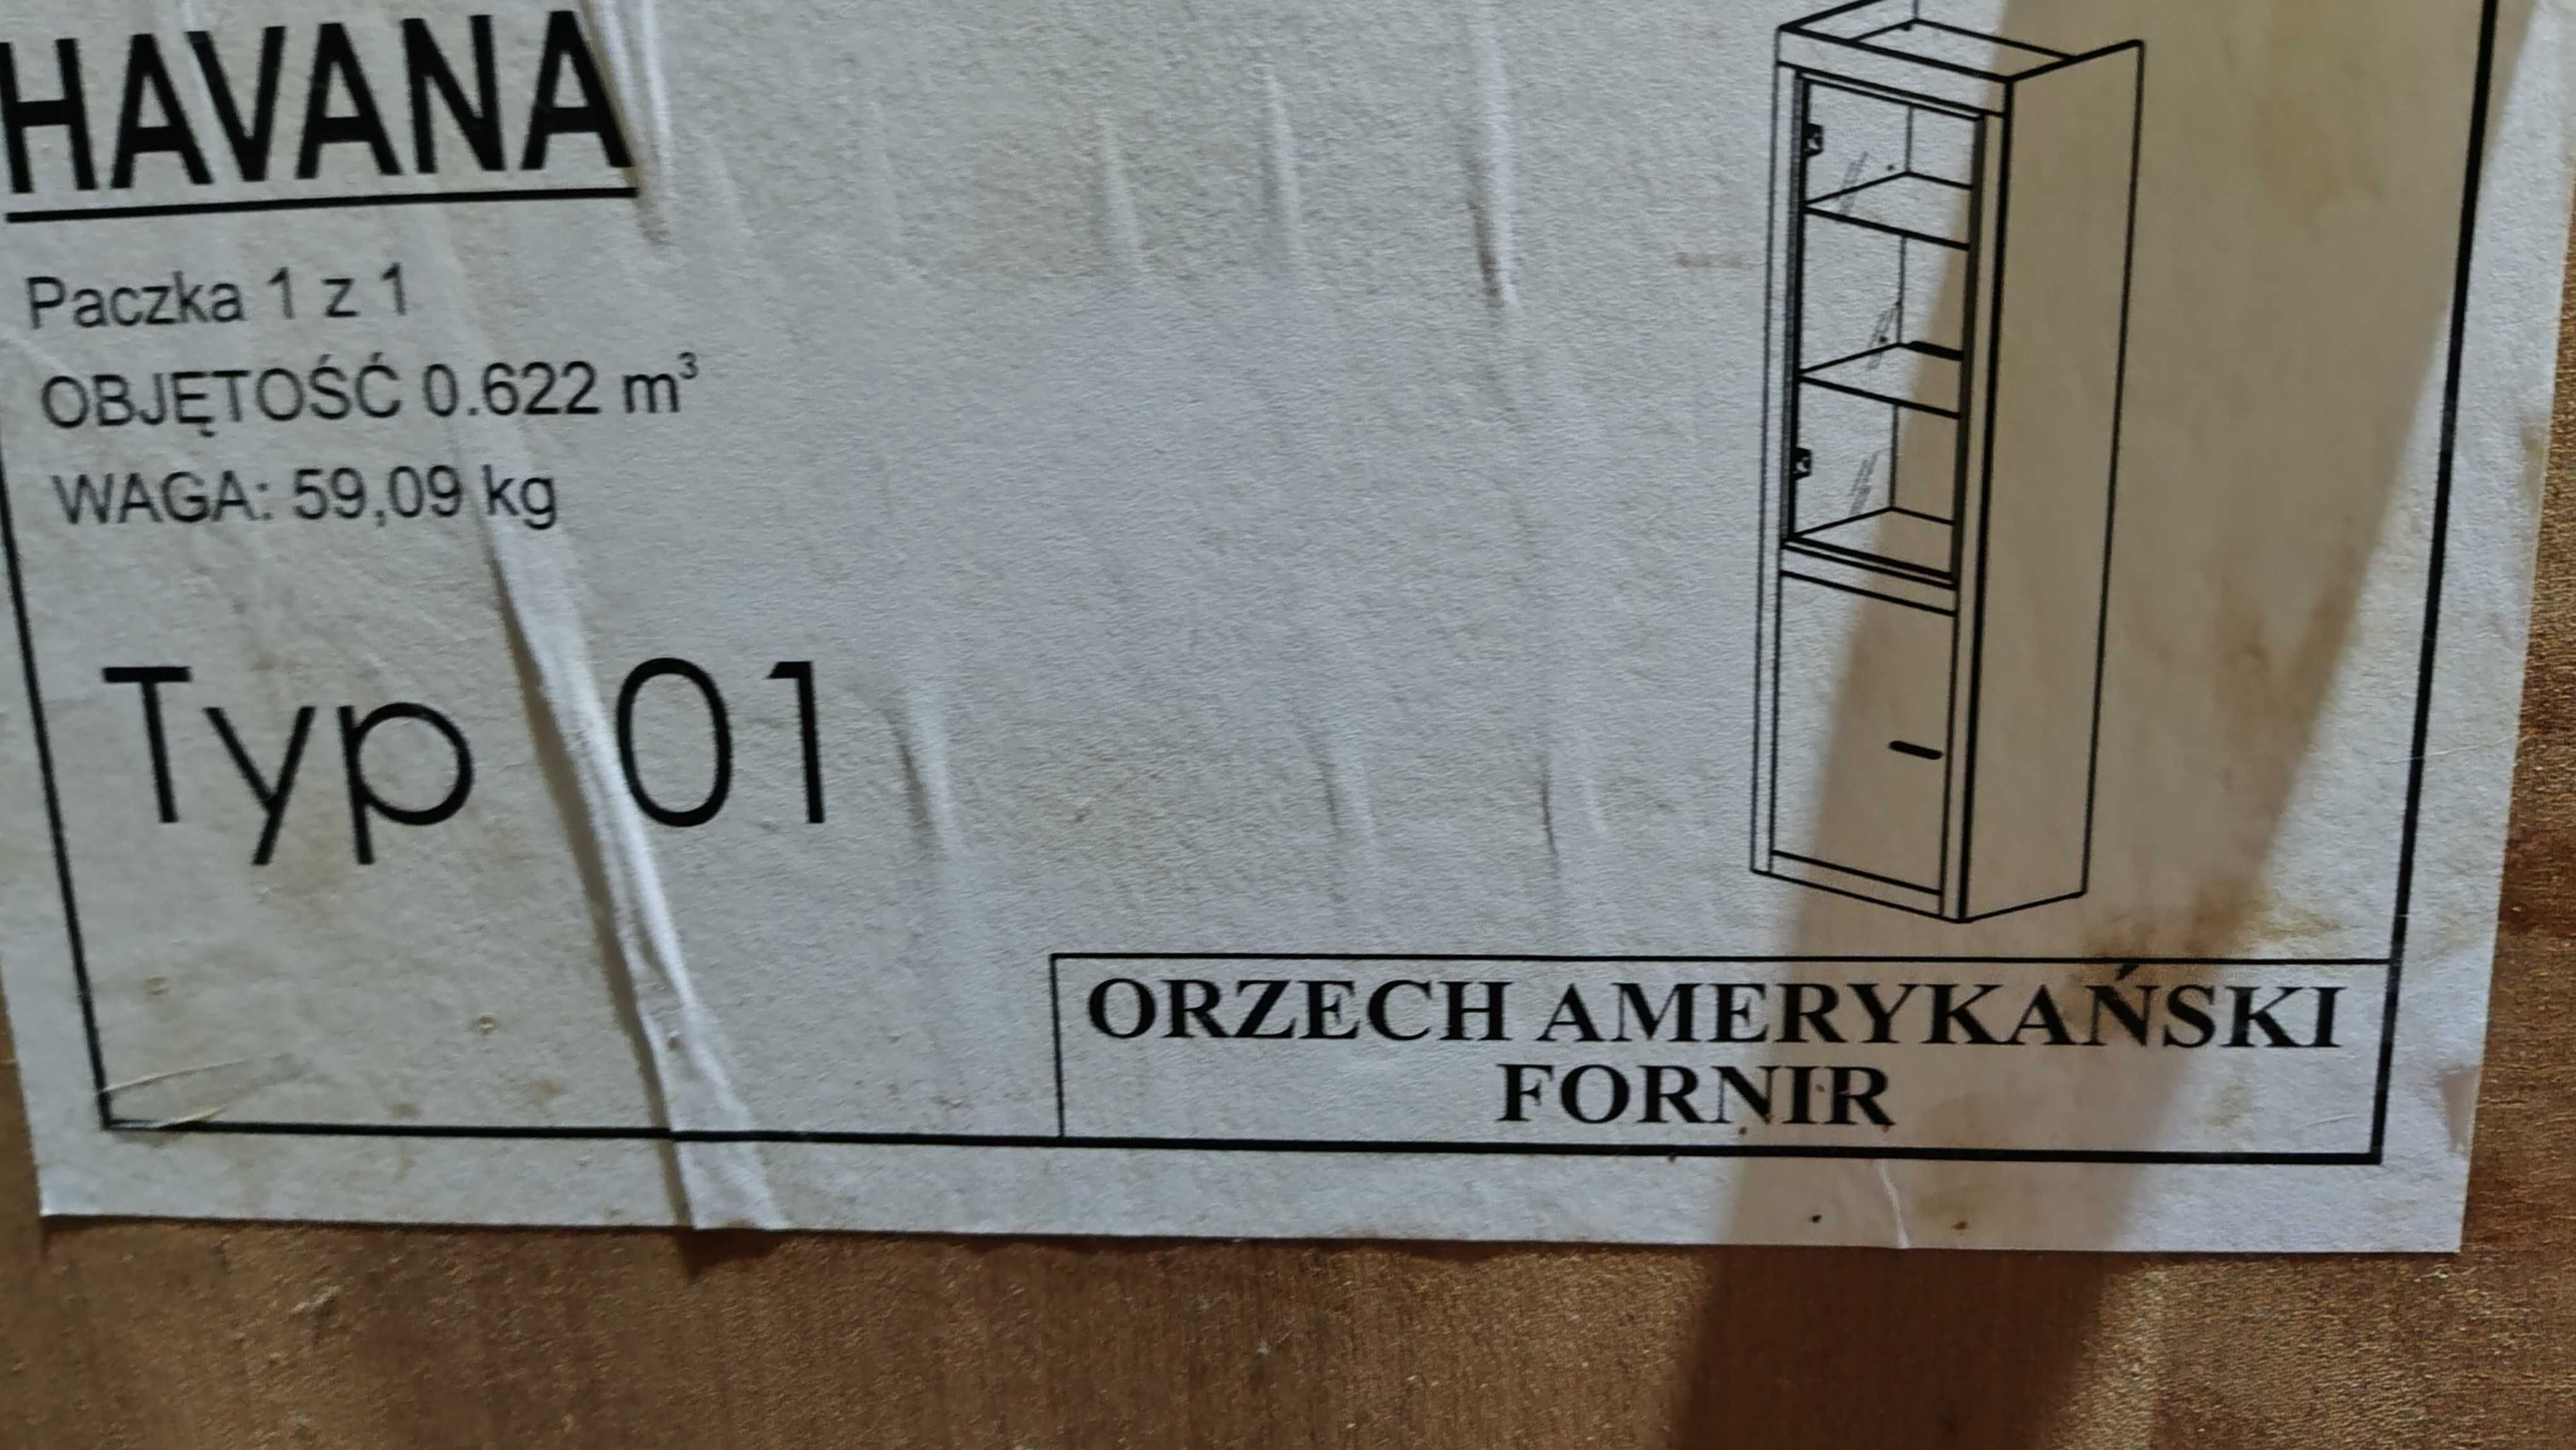 HAVANA
Paczka 1 z 1
OBJĘTOŚĆ 0.622 m³
WAGA: 59,09 kg
Typ 01
ORZECH AMERYKAŃSKI
FORNIR